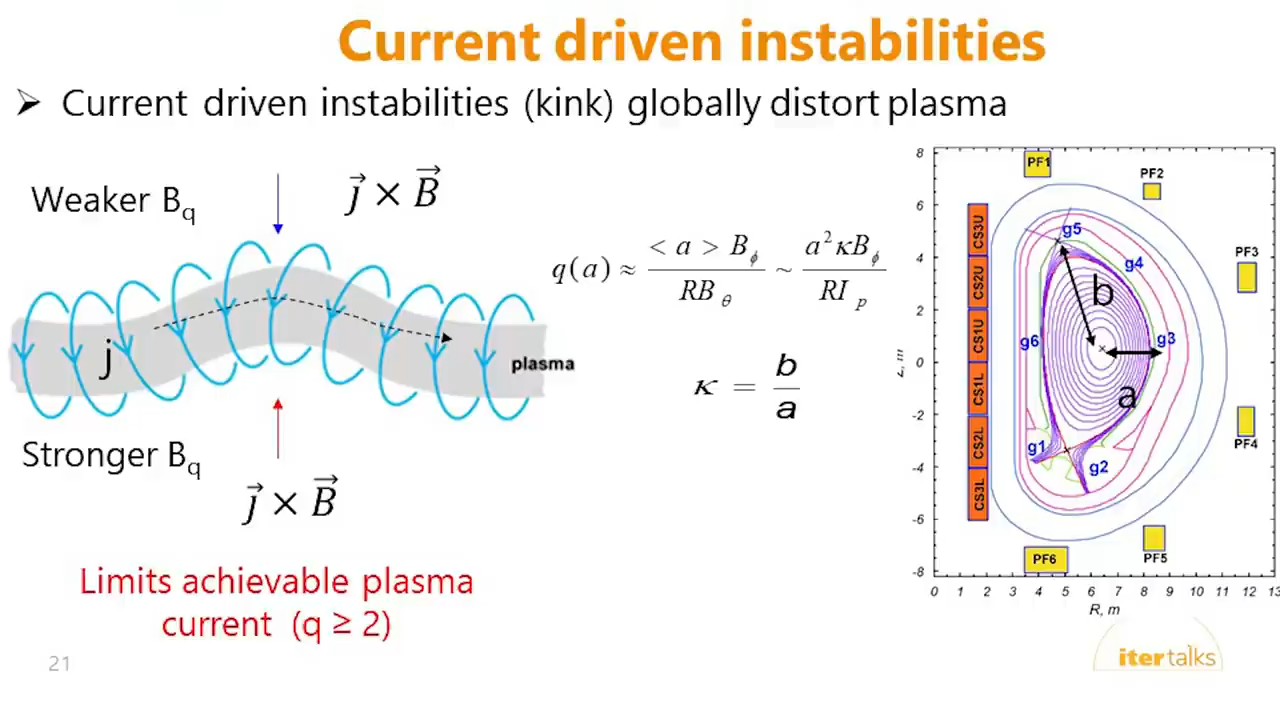 Current driven instabilities
➢ Current driven instabilities (kink) globally distort plasma
Weaker Bq
j⃗ × B⃗
j
plasma
Stronger Bq
j⃗ × B⃗
Limits achievable plasma
current (q ≥ 2)
q(a) ≈ <a> Bϕ / RBθ ~ a²κBϕ / RIp
κ = b / a
8
6
4
2
0
-2
-4
-6
-8
PF1
PF2
PF3
PF4
PF5
PF6
CS3U
CS2U
CS1U
CS1L
CS2L
CS3L
g5
g4
b
g6
g3
a
g1
g2
0 1 2 3 4 5 6 7 8 9 10 11 12 13
R, m
21
itertalks